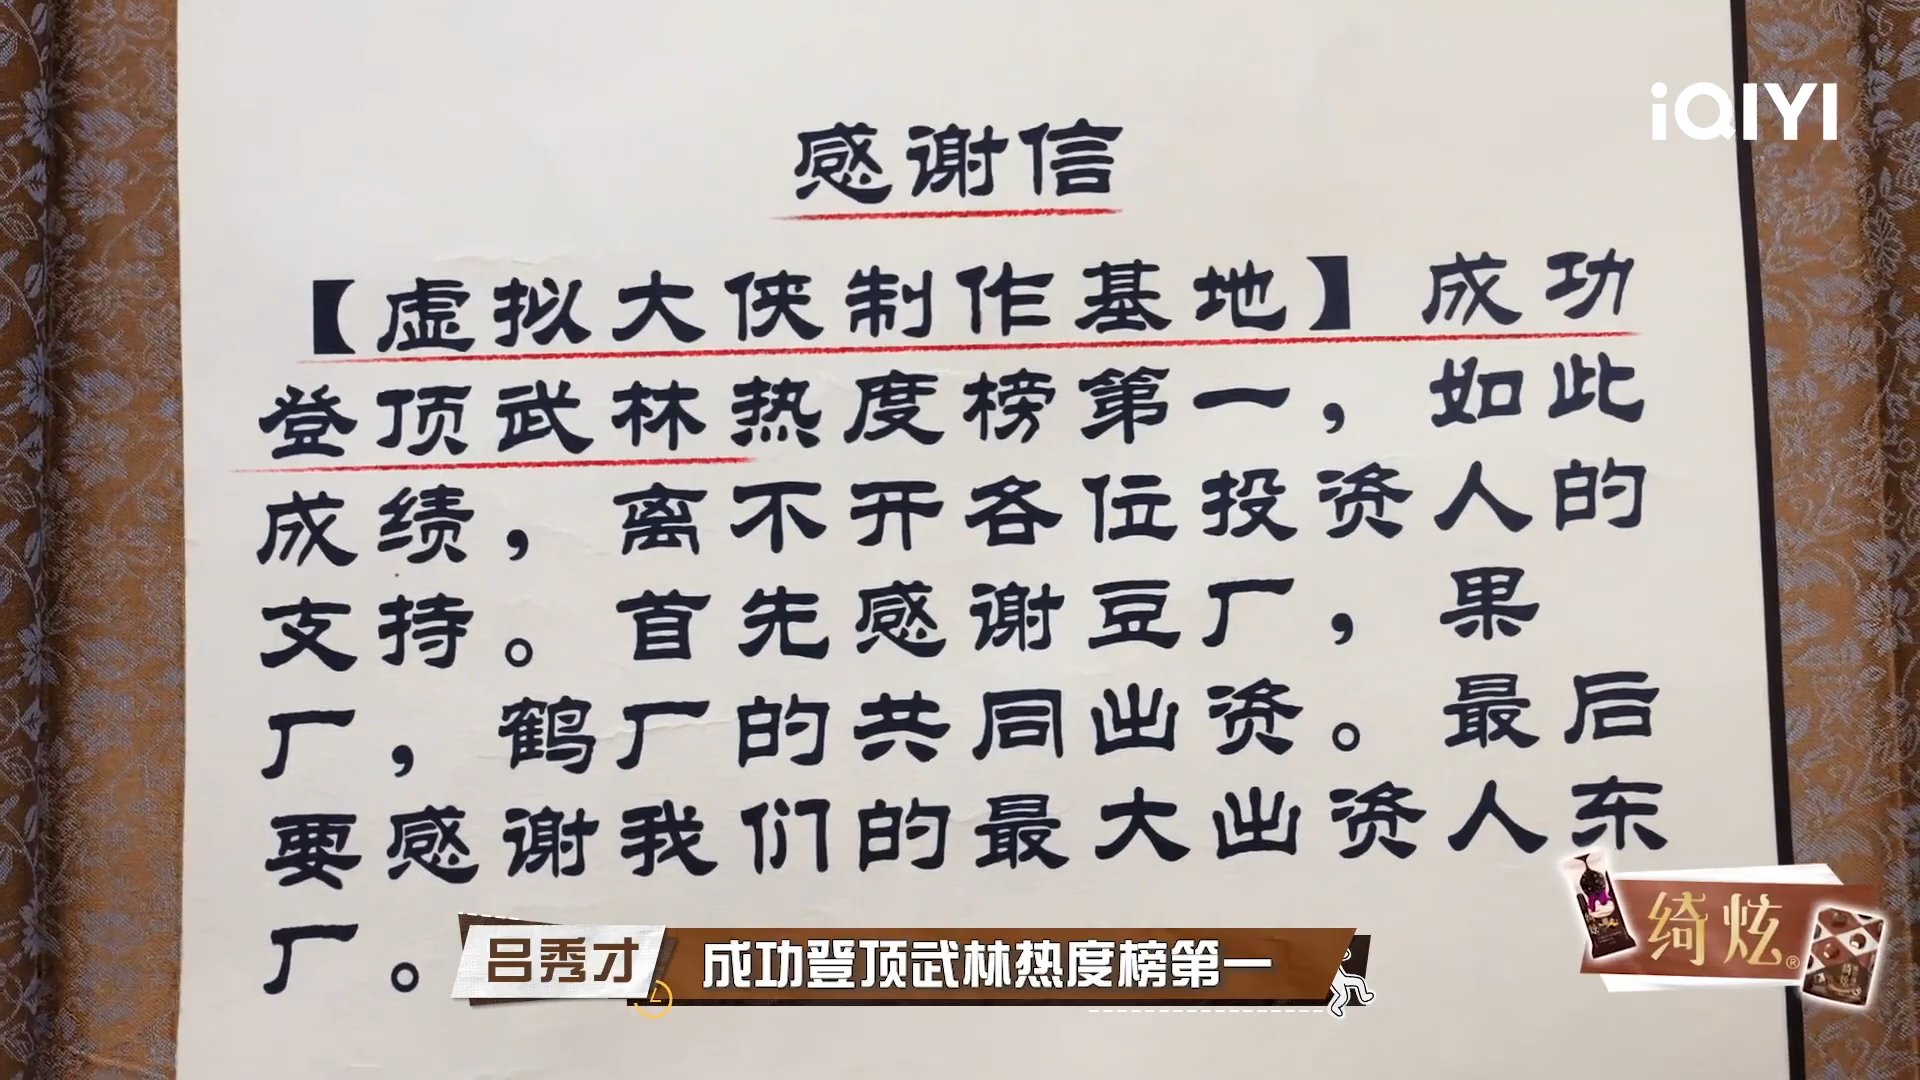 iQIYI
感谢信
【虚拟大侠制作基地】成功
登顶武林热度榜第一，如此
成绩，离不开各位投资人的
支持。首先感谢豆厂，果
厂，鹤厂的共同出资。最后
要感谢我们的最大出资人东
厂。
吕秀才 成功登顶武林热度榜第一
绮炫®